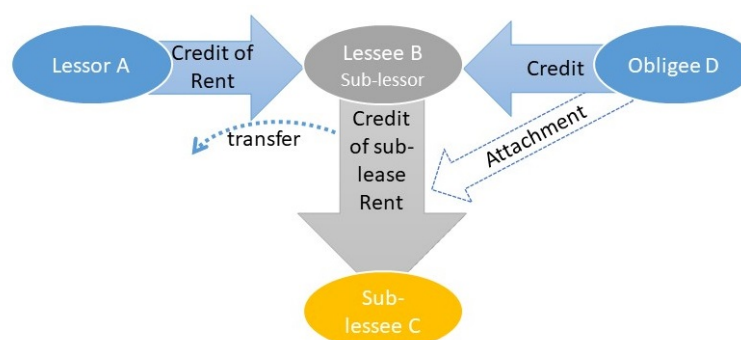 Lessor A
Credit of
Rent
Lessee B
Sub-lessor
Credit
Obligee D
transfer
Credit
of sub-
lease
Rent
Attachment
Sub-
lessee C